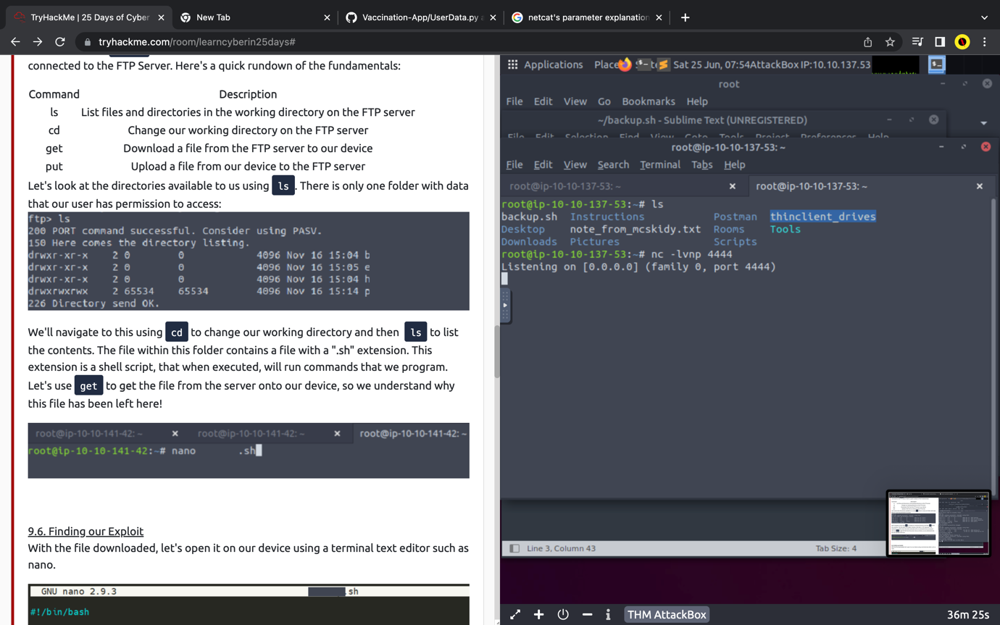 TryHackMe | 25 Days of Cyber
New Tab
Vaccination-App/UserData.py a
netcat's parameter explanation
tryhackme.com/room/learncyberin25days#
connected to the FTP Server. Here's a quick rundown of the fundamentals:
Command Description
ls List files and directories in the working directory on the FTP server
cd Change our working directory on the FTP server
get Download a file from the FTP server to our device
put Upload a file from our device to the FTP server
Let's look at the directories available to us using ls . There is only one folder with data
that our user has permission to access:
ftp> ls
200 PORT command successful. Consider using PASV.
150 Here comes the directory listing.
drwxr-xr-x 2 0 0 4096 Nov 16 15:04 b
drwxr-xr-x 2 0 0 4096 Nov 16 15:05 e
drwxr-xr-x 2 0 0 4096 Nov 16 15:04 h
drwxrwxrwx 2 65534 65534 4096 Nov 16 15:14 p
226 Directory send OK.
We'll navigate to this using cd to change our working directory and then ls to list
the contents. The file within this folder contains a file with a ".sh" extension. This
extension is a shell script, that when executed, will run commands that we program.
Let's use get to get the file from the server onto our device, so we understand why
this file has been left here!
root@ip-10-10-141-42: ~
root@ip-10-10-141-42: ~
root@ip-10-10-141-42: ~
root@ip-10-10-141-42:~# nano .sh
9.6. Finding our Exploit
With the file downloaded, let's open it on our device using a terminal text editor such as
nano.
GNU nano 2.9.3 .sh
#!/bin/bash
Applications Place Sat 25 Jun, 07:54 AttackBox IP:10.10.137.53
root
File Edit View Go Bookmarks Help
~/backup.sh - Sublime Text (UNREGISTERED)
File Edit Selection Find View Goto Tools Project Preferences Help
root@ip-10-10-137-53: ~
File Edit View Search Terminal Tabs Help
root@ip-10-10-137-53: ~
root@ip-10-10-137-53: ~
root@ip-10-10-137-53:~# ls
backup.sh Instructions Postman thinclient_drives
Desktop note_from_mcskidy.txt Rooms Tools
Downloads Pictures Scripts
root@ip-10-10-137-53:~# nc -lvnp 4444
Listening on [0.0.0.0] (family 0, port 4444)
Line 3, Column 43 Tab Size: 4
THM AttackBox 36m 25s